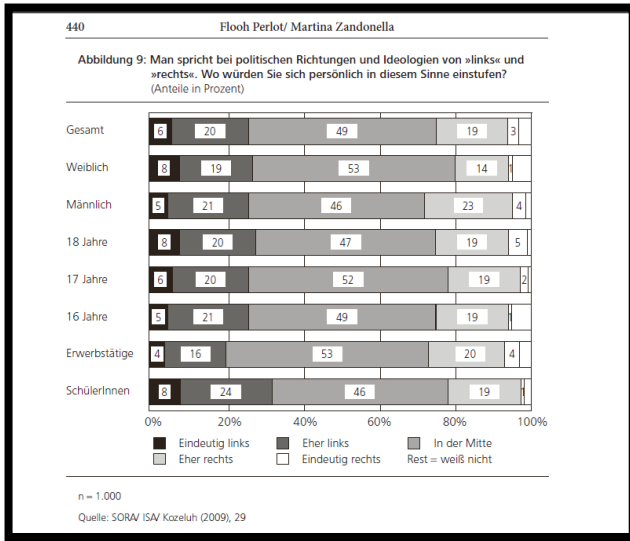 440 Flooh Perlot/ Martina Zandonella
Abbildung 9: Man spricht bei politischen Richtungen und Ideologien von »links« und
»rechts«. Wo würden Sie sich persönlich in diesem Sinne einstufen?
(Anteile in Prozent)
Gesamt 6 20 49 19 3
Weiblich 8 19 53 14 1
Männlich 5 21 46 23 4
18 Jahre 8 20 47 19 5
17 Jahre 6 20 52 19 2
16 Jahre 5 21 49 19 1
Erwerbstätige 4 16 53 20 4
SchülerInnen 8 24 46 19 1
0% 20% 40% 60% 80% 100%
Eindeutig links Eher links In der Mitte
Eher rechts Eindeutig rechts Rest = weiß nicht
n = 1.000
Quelle: SORA/ ISA/ Kozeluh (2009), 29